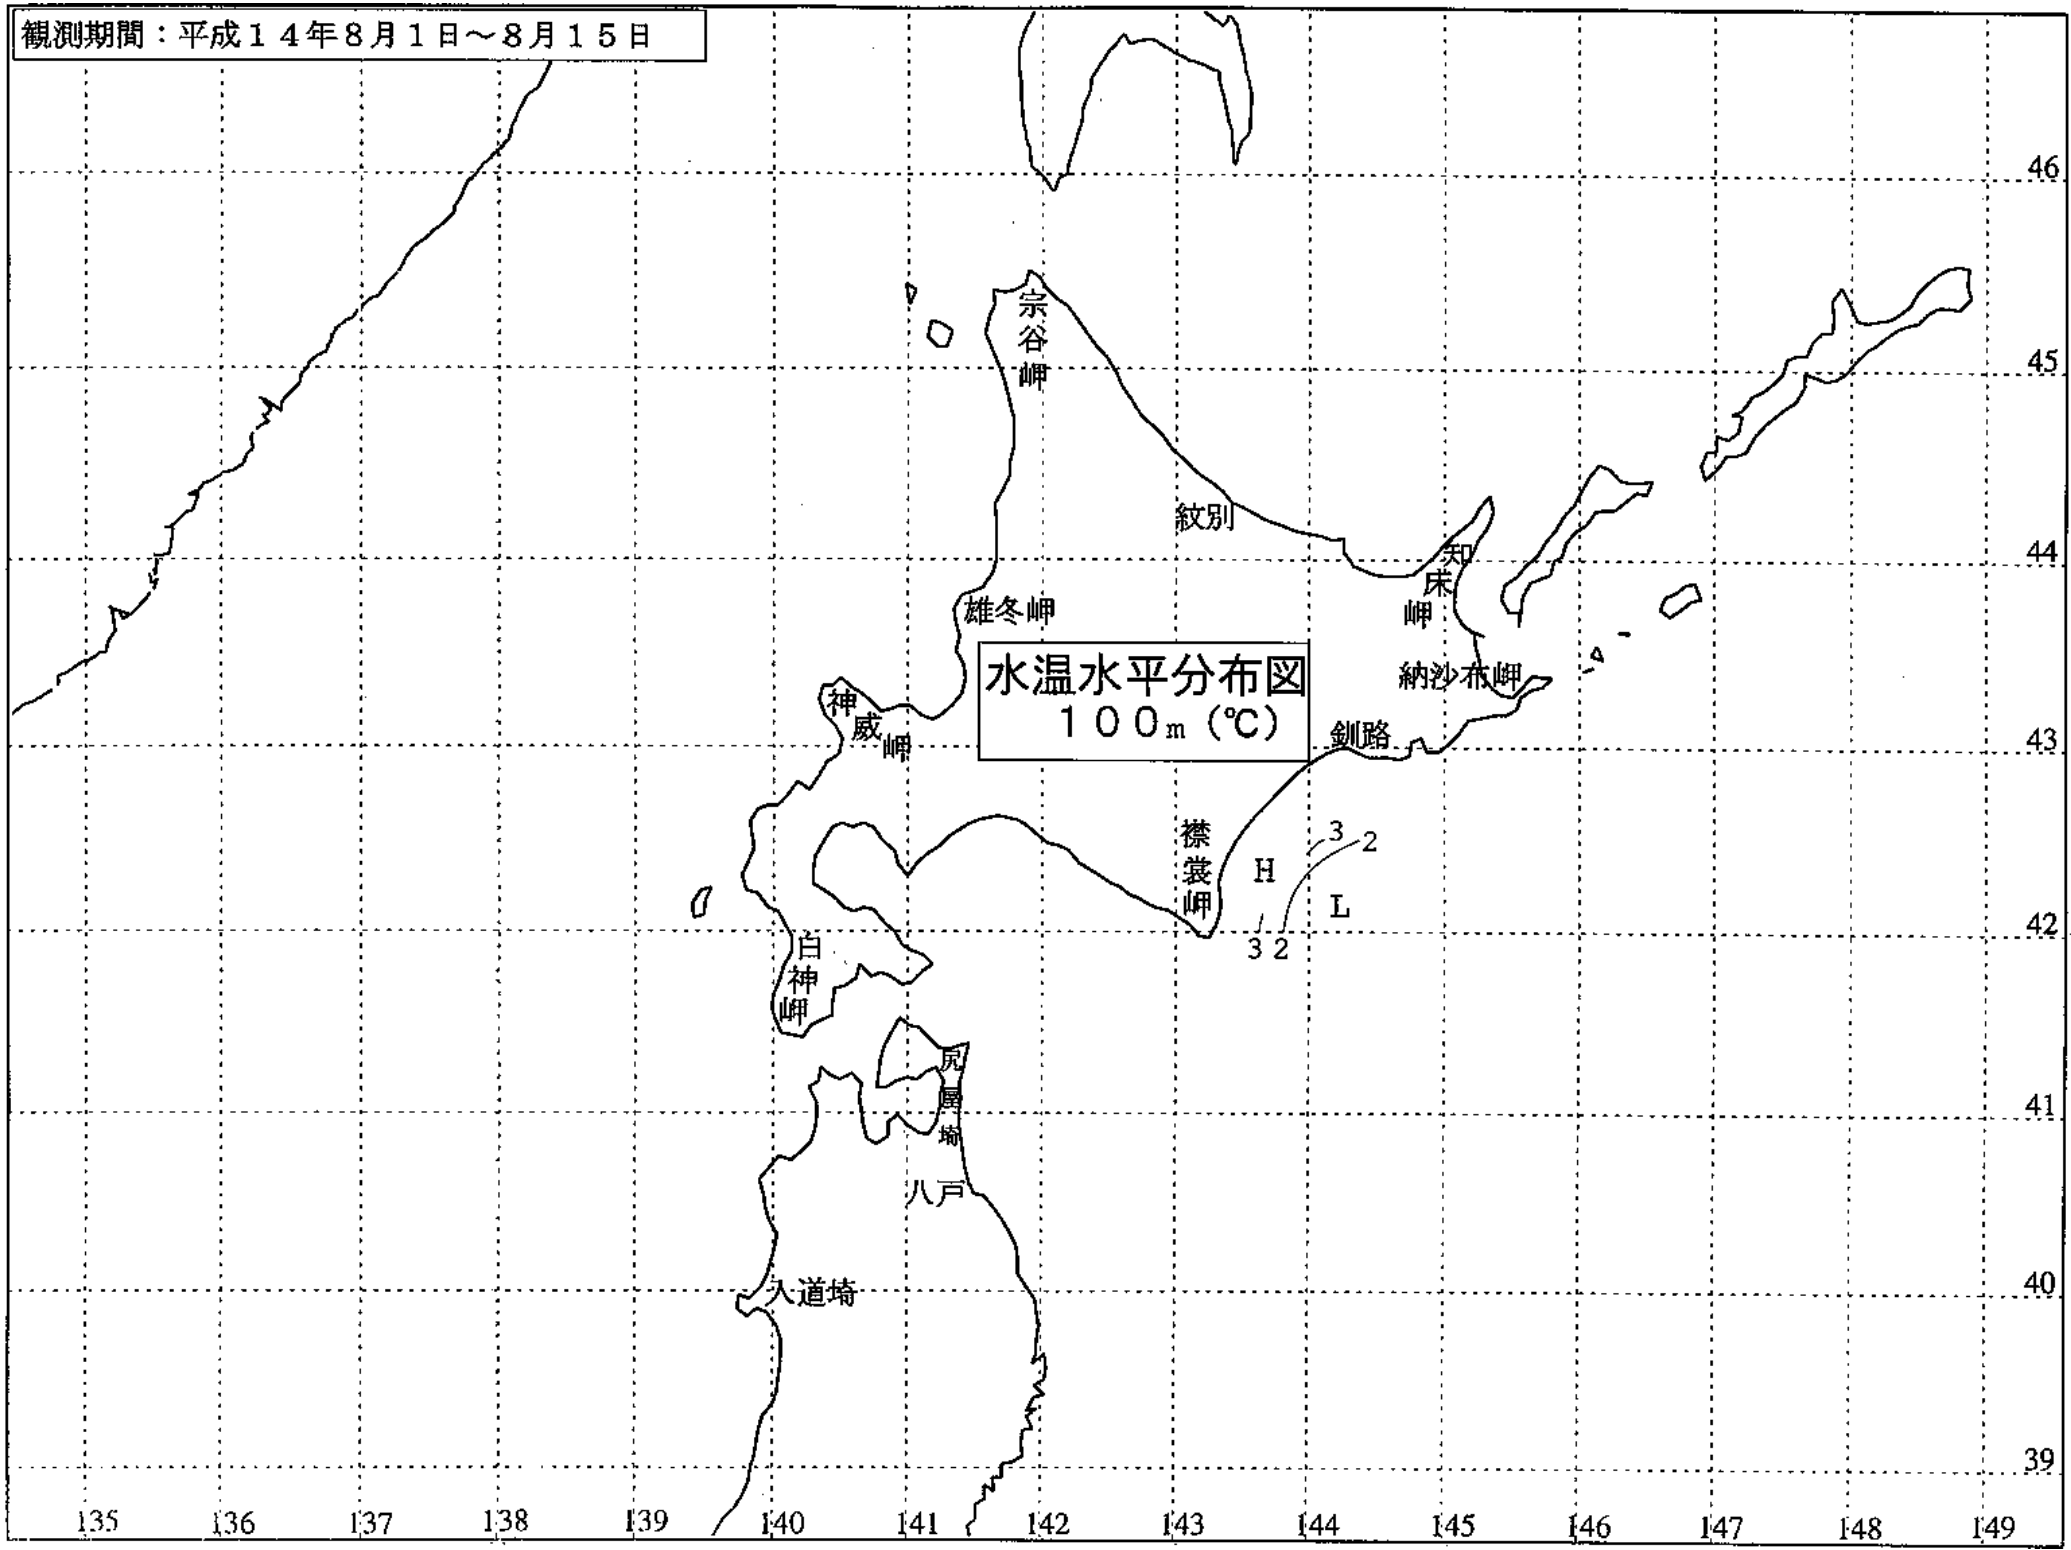 観測期間：平成１４年８月１日～８月１５日
46
宗谷岬
45
紋別
44
知床岬
雄冬岬
水温水平分布図
１００m（℃）
納沙布岬
神威岬
釧路
43
襟裳岬
3
2
H
L
42
3 2
白神岬
尻屋埼
41
八戸
40
入道埼
39
135 136 137 138 139 140 141 142 143 144 145 146 147 148 149